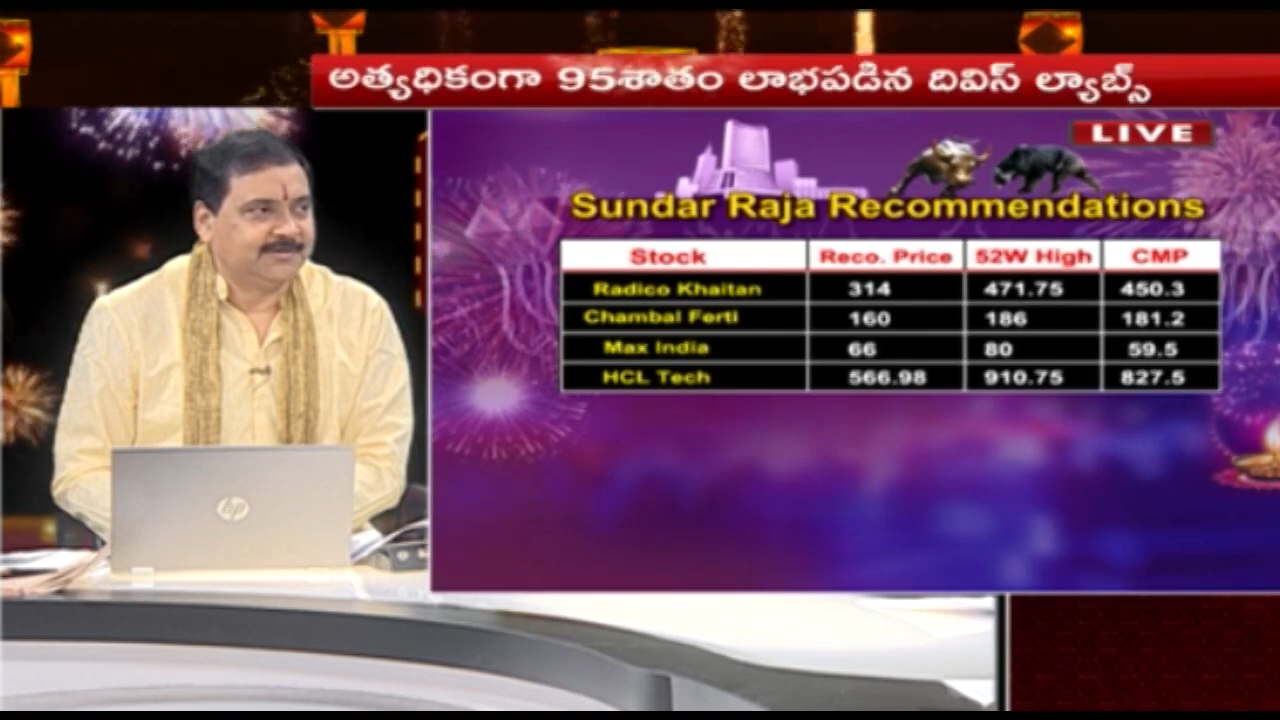 అత్యధికంగా 95శాతం లాభపడిన దివిస్ ల్యాబ్స్
LIVE
Sundar Raja Recommendations
Stock Reco. Price 52W High CMP
Radico Khaitan 314 471.75 450.3
Chambal Ferti 160 186 181.2
Max India 66 80 59.5
HCL Tech 566.98 910.75 827.5
hp